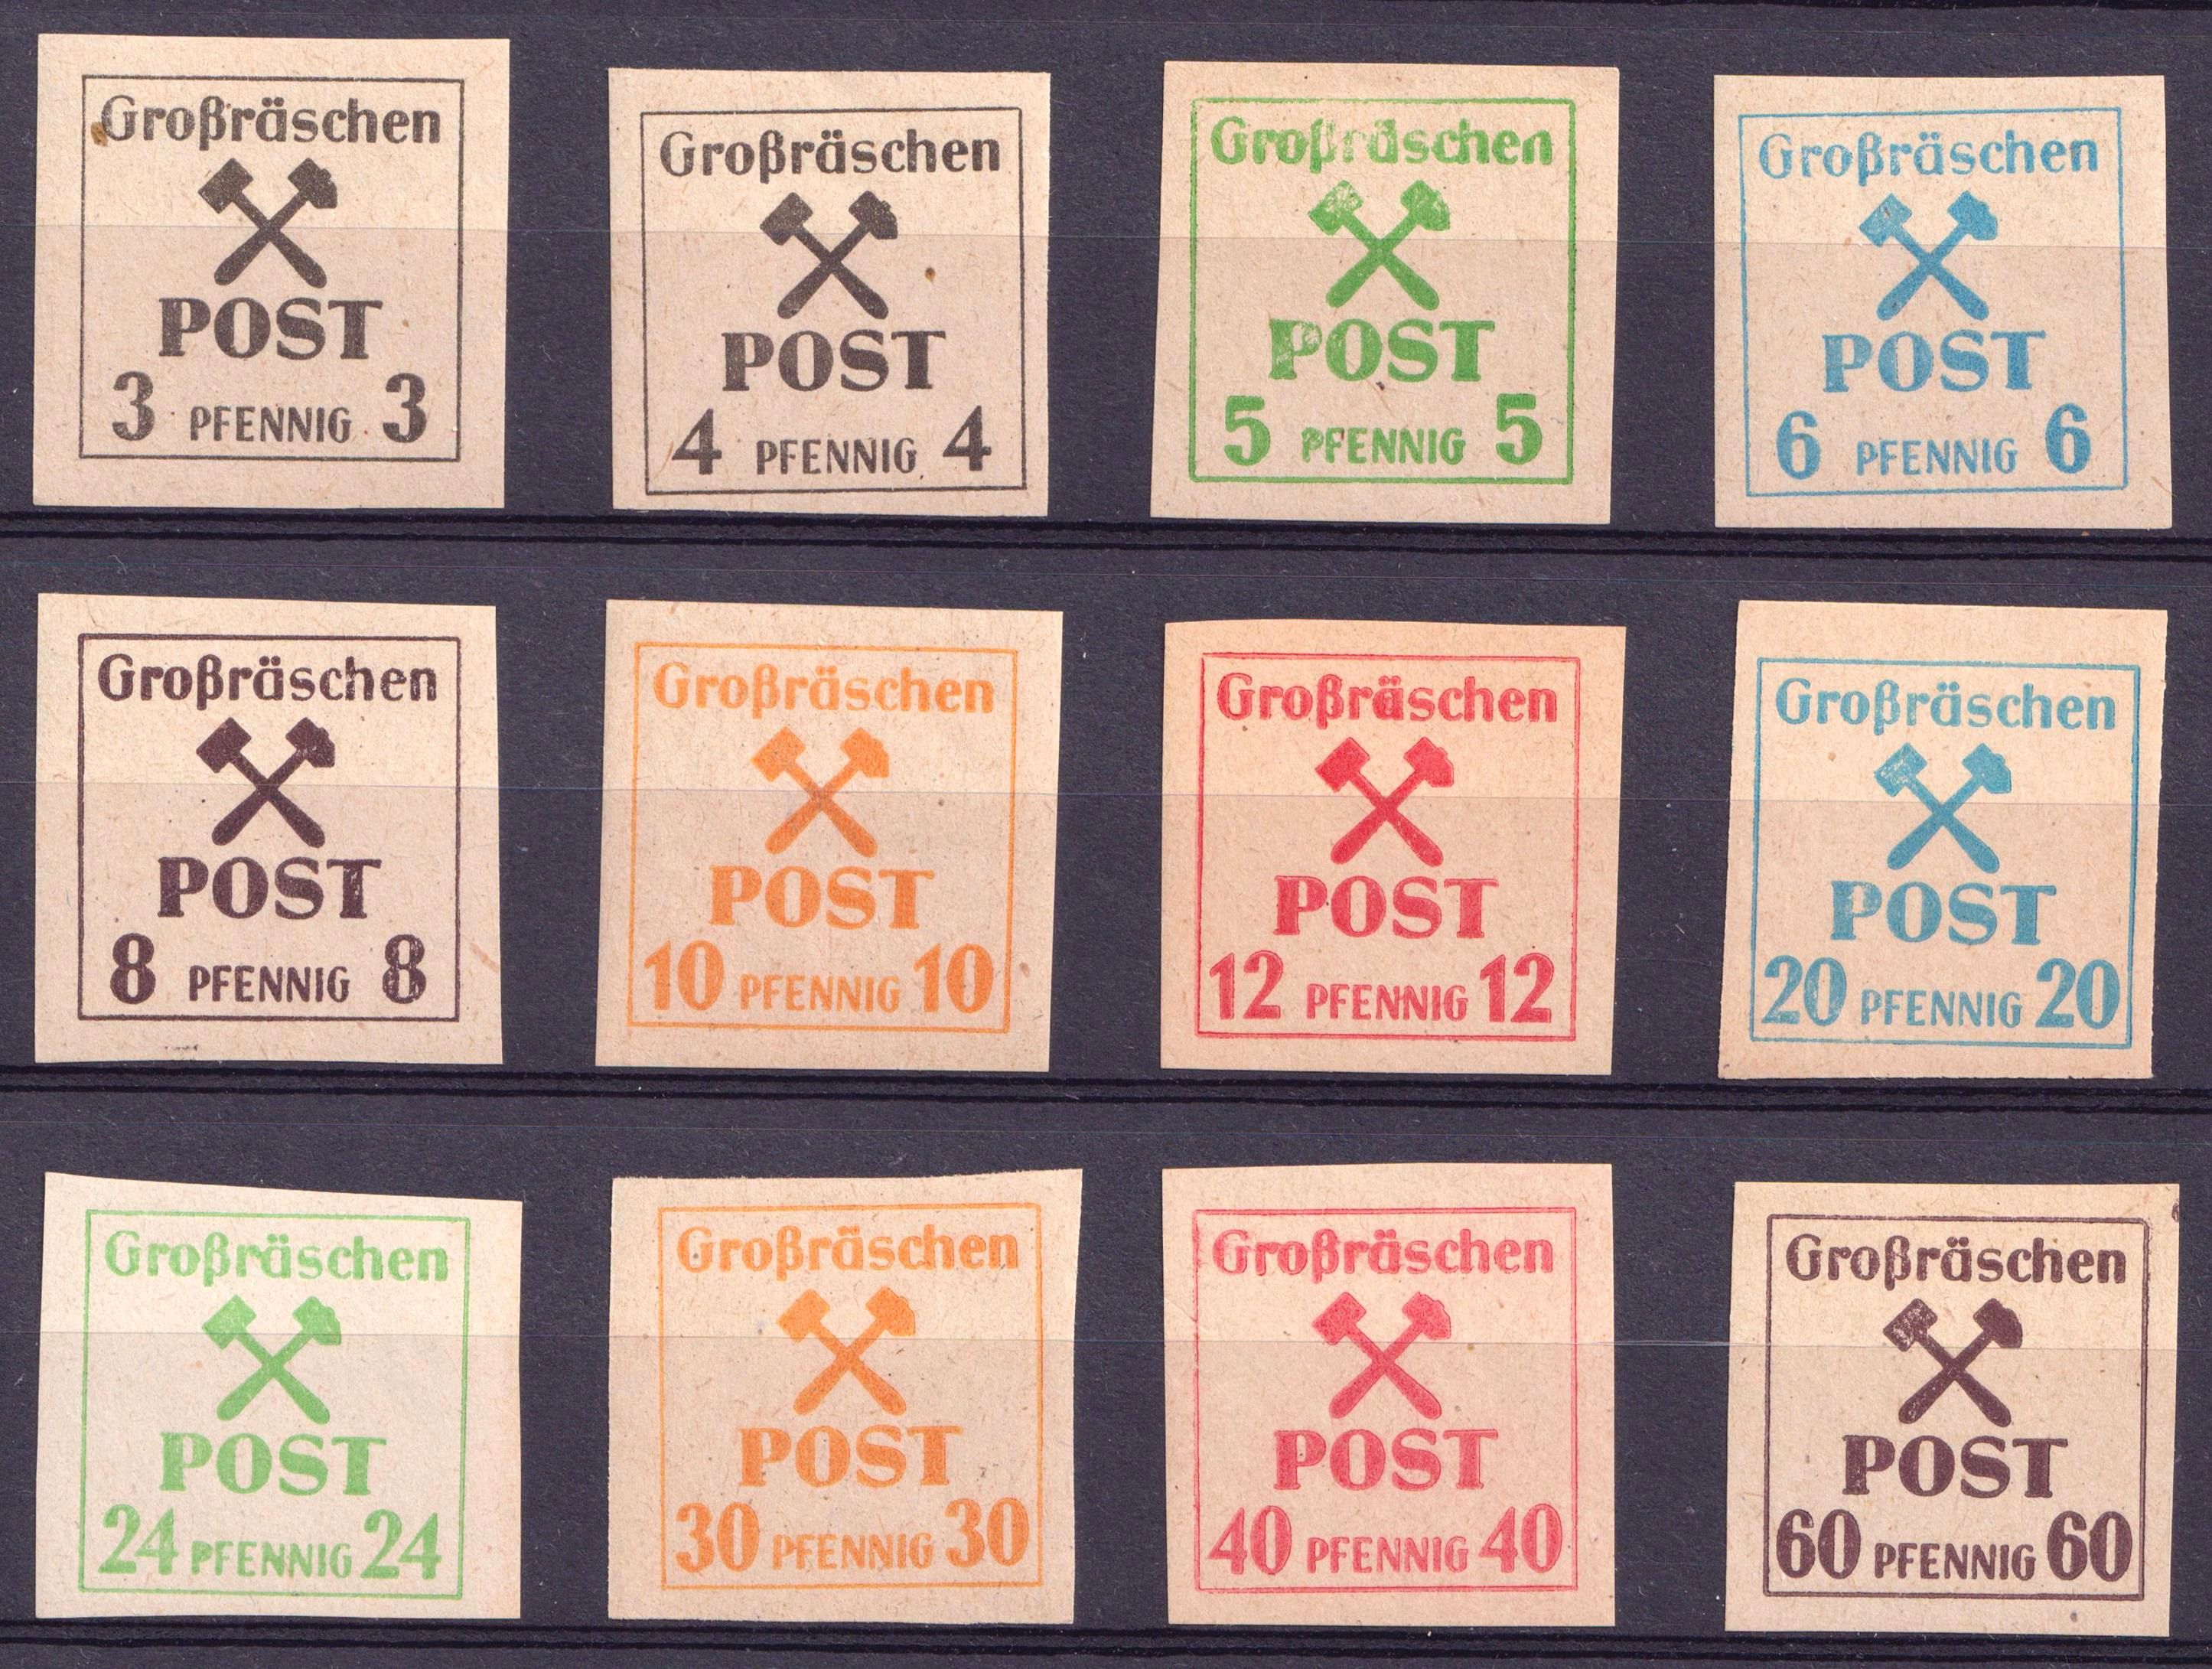 Großräschen
POST
3 PFENNIG 3
Großräschen
POST
4 PFENNIG 4
Großräschen
POST
5 PFENNIG 5
Großräschen
POST
6 PFENNIG 6
Großräschen
POST
8 PFENNIG 8
Großräschen
POST
10 PFENNIG 10
Großräschen
POST
12 PFENNIG 12
Großräschen
POST
20 PFENNIG 20
Großräschen
POST
24 PFENNIG 24
Großräschen
POST
30 PFENNIG 30
Großräschen
POST
40 PFENNIG 40
Großräschen
POST
60 PFENNIG 60